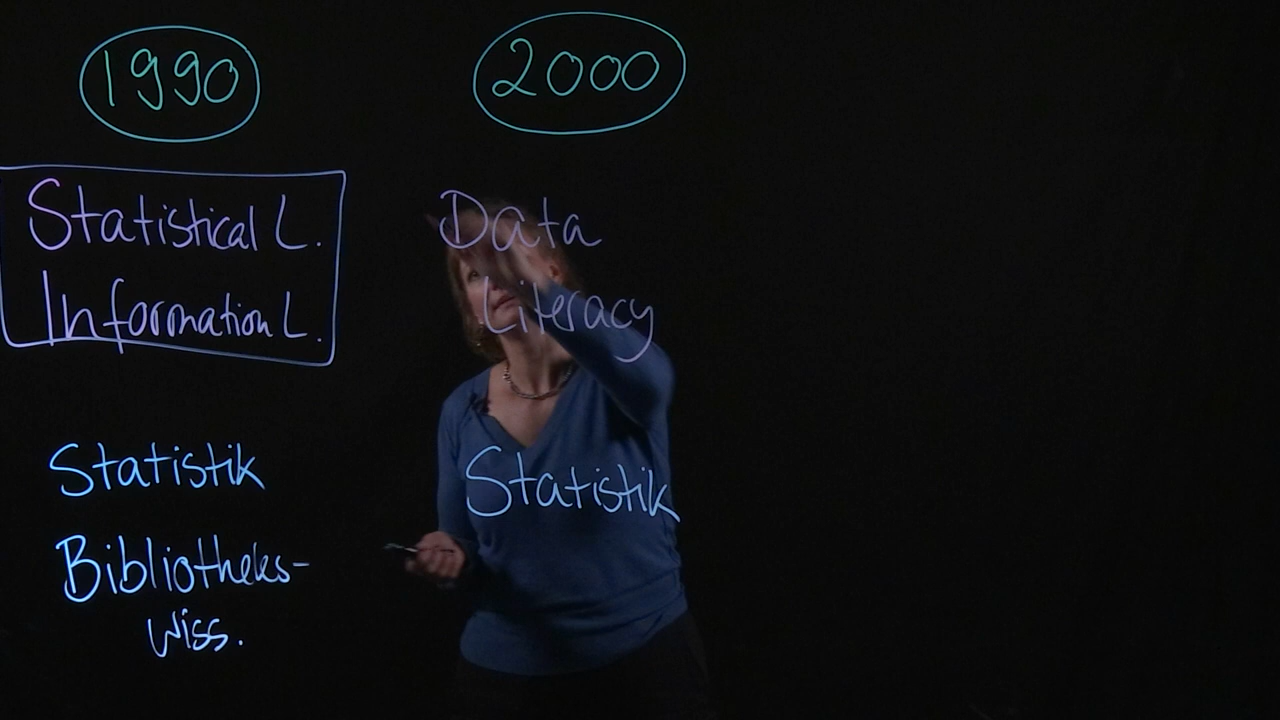 1990
Statistical L.
Information L.
Statistik
Bibliotheks-
wiss.
2000
Data
Literacy
Statistik